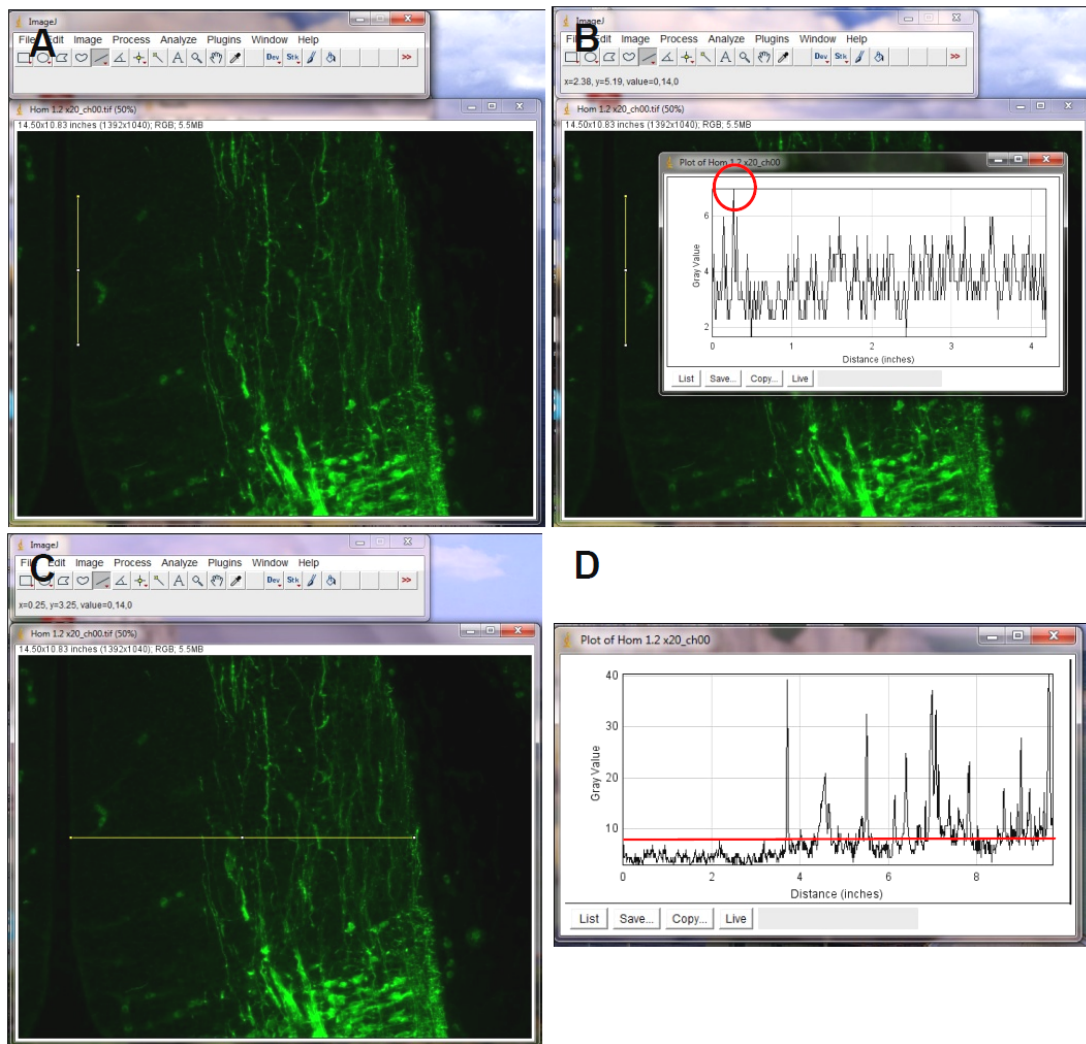 ImageJ
File Edit Image Process Analyze Plugins Window Help
A
Dev Stk >>
Hom 1.2 x20_ch00.tif (50%)
14.50x10.83 inches (1392x1040); RGB; 5.5MB
ImageJ
File Edit Image Process Analyze Plugins Window Help
B
Dev Stk >>
x=2.38, y=5.19, value=0,14,0
Hom 1.2 x20_ch00.tif (50%)
14.50x10.83 inches (1392x1040); RGB; 5.5MB
Plot of Hom 1.2 x20_ch00
6
4
2
Gray Value
0 1 2 3 4
Distance (inches)
List Save... Copy... Live
ImageJ
File Edit Image Process Analyze Plugins Window Help
C
Dev Stk >>
x=0.25, y=3.25, value=0,14,0
Hom 1.2 x20_ch00.tif (50%)
14.50x10.83 inches (1392x1040); RGB; 5.5MB
D
Plot of Hom 1.2 x20_ch00
40
30
20
10
Gray Value
0 2 4 6 8
Distance (inches)
List Save... Copy... Live